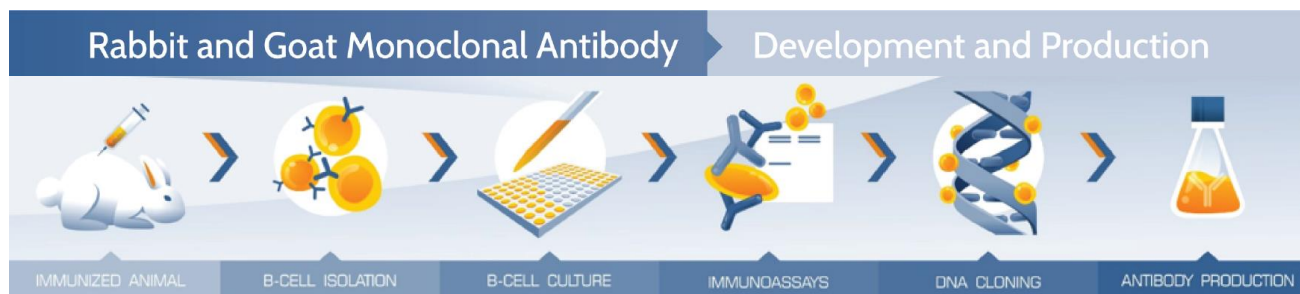 Rabbit and Goat Monoclonal Antibody
Development and Production
IMMUNIZED ANIMAL
B-CELL ISOLATION
B-CELL CULTURE
IMMUNOASSAYS
DNA CLONING
ANTIBODY PRODUCTION